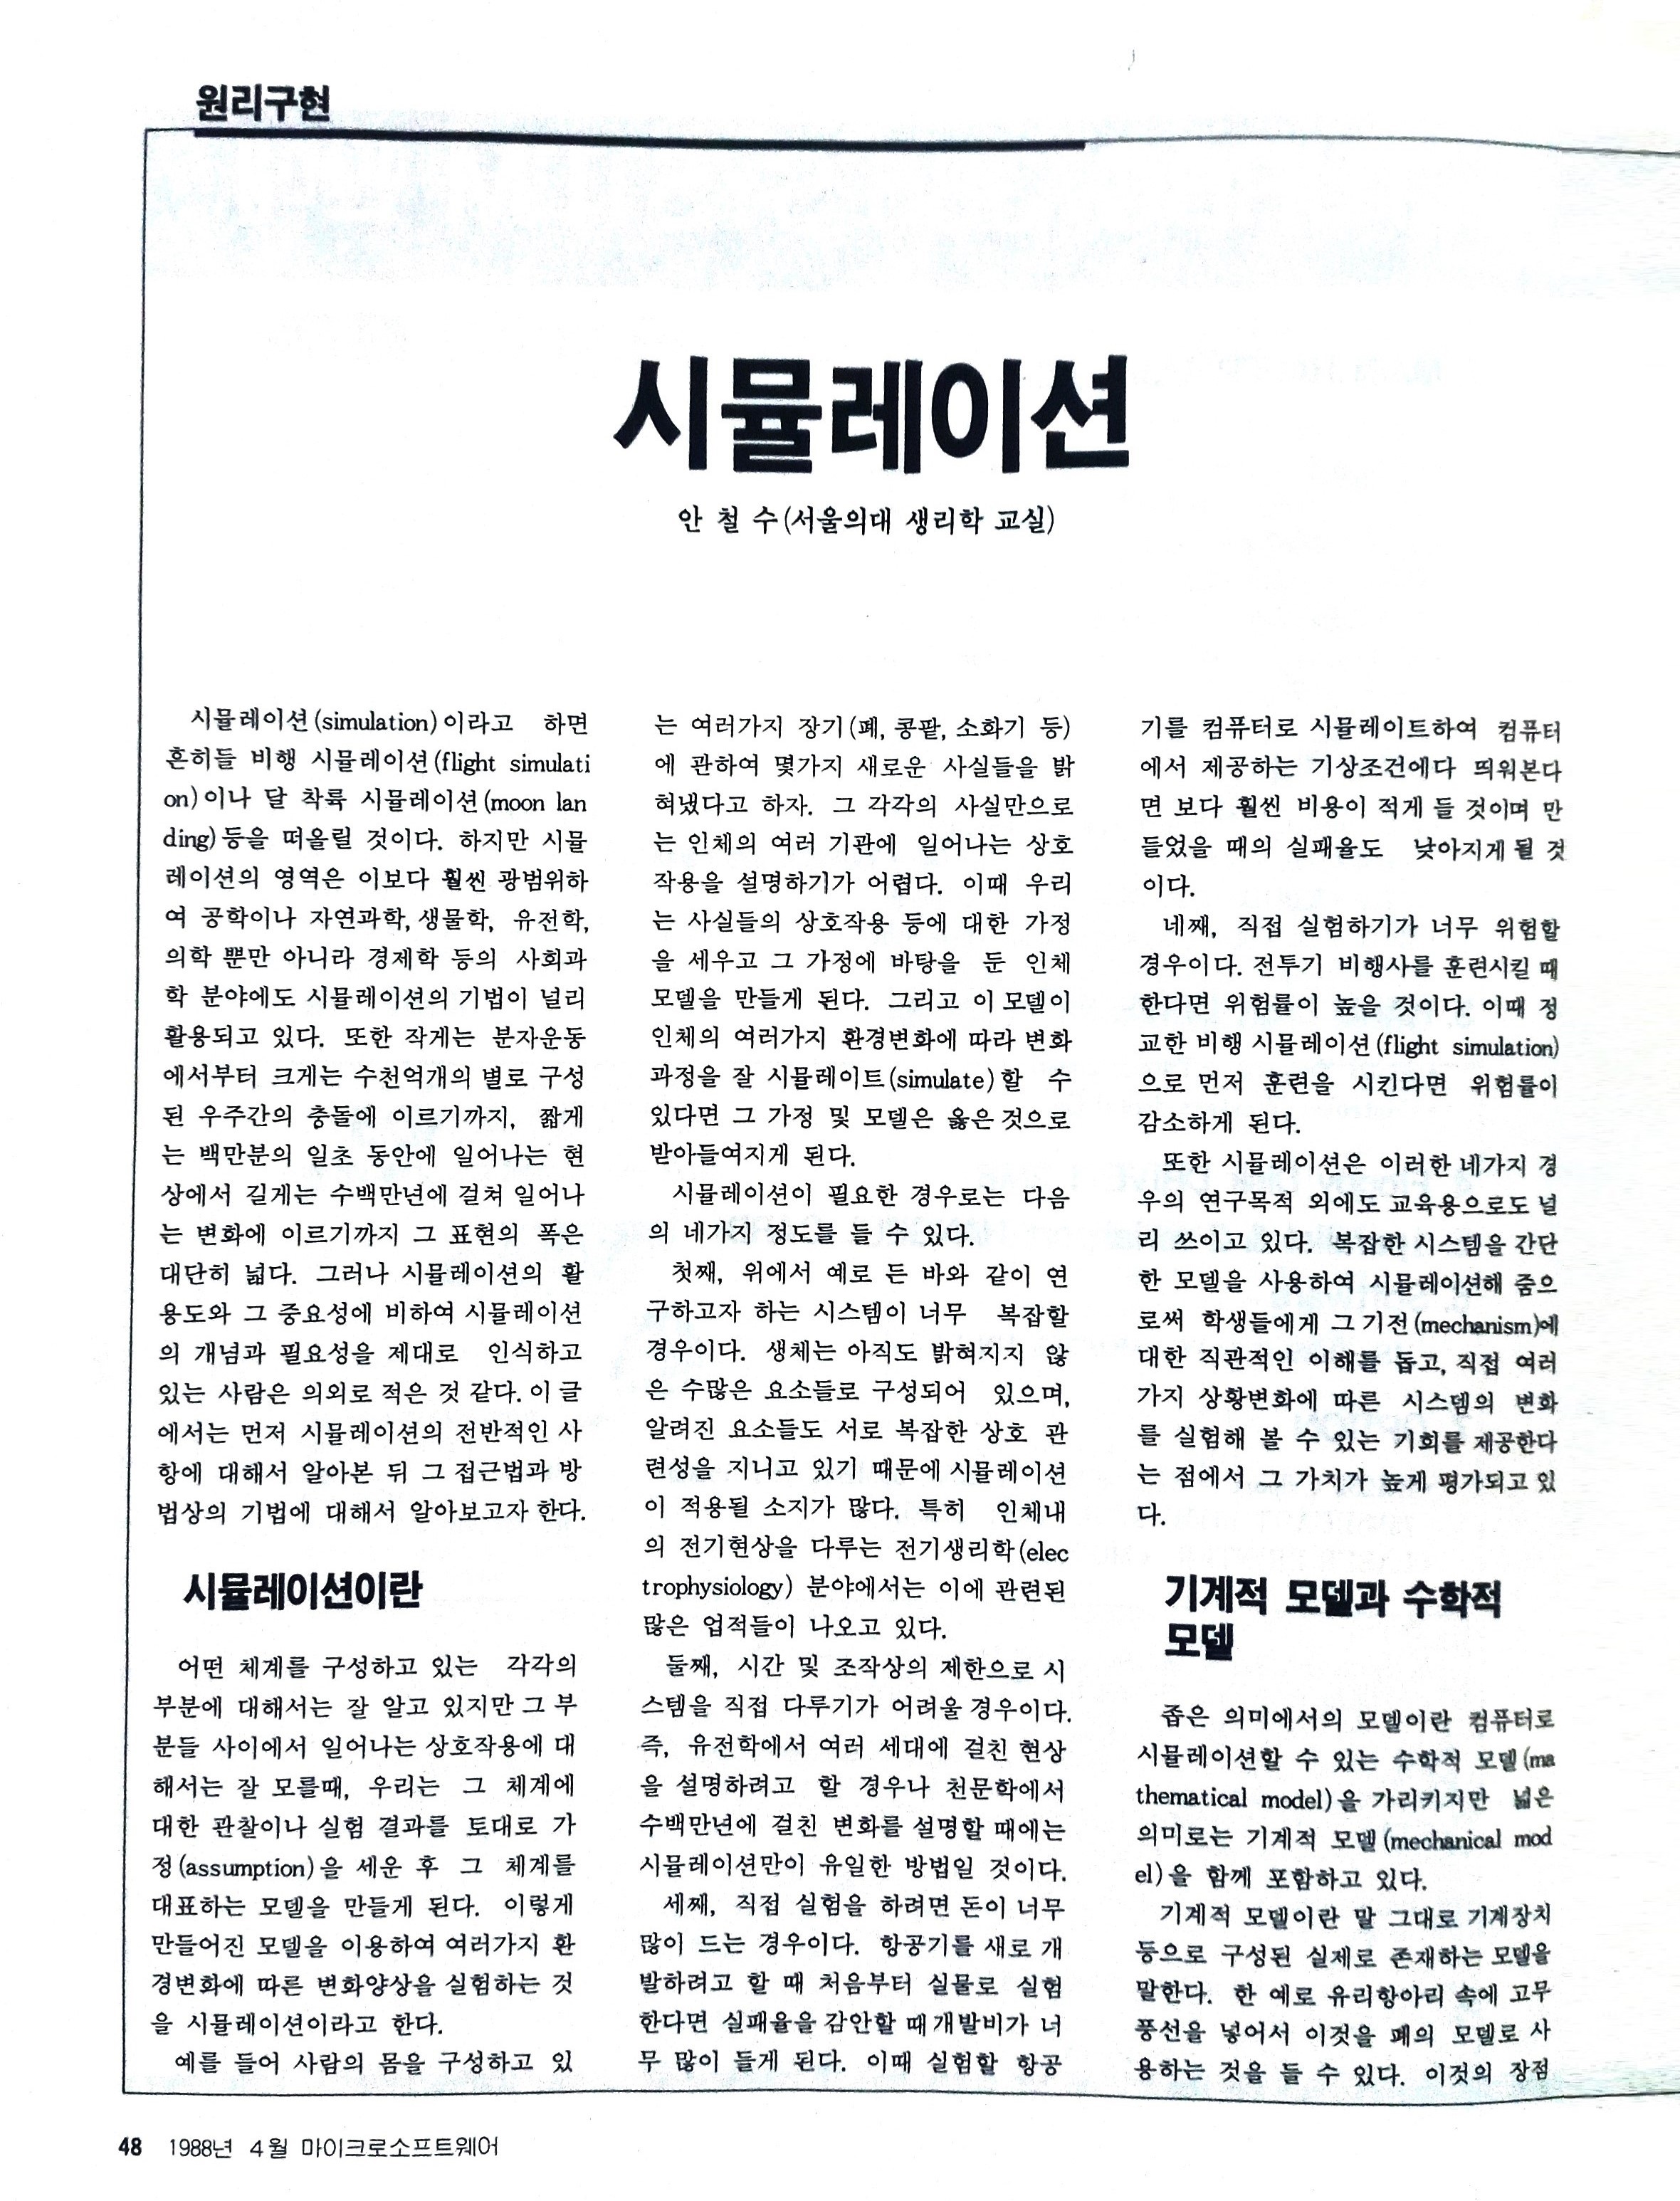 원리구현
시뮬레이션
안 철 수(서울의대 생리학 교실)
시뮬레이션(simulation)이라고 하면
흔히들 비행 시뮬레이션(flight simulati
on)이나 달 착륙 시뮬레이션(moon lan
ding)등을 떠올릴 것이다. 하지만 시뮬
레이션의 영역은 이보다 훨씬 광범위하
여 공학이나 자연과학, 생물학, 유전학,
의학 뿐만 아니라 경제학 등의 사회과
학 분야에도 시뮬레이션의 기법이 널리
활용되고 있다. 또한 작게는 분자운동
에서부터 크게는 수천억개의 별로 구성
된 우주간의 충돌에 이르기까지, 짧게
는 백만분의 일초 동안에 일어나는 현
상에서 길게는 수백만년에 걸쳐 일어나
는 변화에 이르기까지 그 표현의 폭은
대단히 넓다. 그러나 시뮬레이션의 활
용도와 그 중요성에 비하여 시뮬레이션
의 개념과 필요성을 제대로 인식하고
있는 사람은 의외로 적은 것 같다. 이 글
에서는 먼저 시뮬레이션의 전반적인 사
항에 대해서 알아본 뒤 그 접근법과 방
법상의 기법에 대해서 알아보고자 한다.
시뮬레이션이란
어떤 체계를 구성하고 있는 각각의
부분에 대해서는 잘 알고 있지만 그 부
분들 사이에서 일어나는 상호작용에 대
해서는 잘 모를때, 우리는 그 체계에
대한 관찰이나 실험 결과를 토대로 가
정(assumption)을 세운 후 그 체계를
대표하는 모델을 만들게 된다. 이렇게
만들어진 모델을 이용하여 여러가지 환
경변화에 따른 변화양상을 실험하는 것
을 시뮬레이션이라고 한다.
예를 들어 사람의 몸을 구성하고 있
는 여러가지 장기(폐, 콩팥, 소화기 등)
에 관하여 몇가지 새로운 사실들을 밝
혀냈다고 하자. 그 각각의 사실만으로
는 인체의 여러 기관에 일어나는 상호
작용을 설명하기가 어렵다. 이때 우리
는 사실들의 상호작용 등에 대한 가정
을 세우고 그 가정에 바탕을 둔 인체
모델을 만들게 된다. 그리고 이 모델이
인체의 여러가지 환경변화에 따라 변화
과정을 잘 시뮬레이트(simulate)할 수
있다면 그 가정 및 모델은 옳은 것으로
받아들여지게 된다.
시뮬레이션이 필요한 경우로는 다음
의 네가지 정도를 들 수 있다.
첫째, 위에서 예로 든 바와 같이 연
구하고자 하는 시스템이 너무 복잡할
경우이다. 생체는 아직도 밝혀지지 않
은 수많은 요소들로 구성되어 있으며,
알려진 요소들도 서로 복잡한 상호 관
련성을 지니고 있기 때문에 시뮬레이션
이 적용될 소지가 많다. 특히 인체내
의 전기현상을 다루는 전기생리학(elec
trophysiology) 분야에서는 이에 관련된
많은 업적들이 나오고 있다.
둘째, 시간 및 조작상의 제한으로 시
스템을 직접 다루기가 어려울 경우이다.
즉, 유전학에서 여러 세대에 걸친 현상
을 설명하려고 할 경우나 천문학에서
수백만년에 걸친 변화를 설명할 때에는
시뮬레이션만이 유일한 방법일 것이다.
세째, 직접 실험을 하려면 돈이 너무
많이 드는 경우이다. 항공기를 새로 개
발하려고 할 때 처음부터 실물로 실험
한다면 실패율을 감안할 때 개발비가 너
무 많이 들게 된다. 이때 실험할 항공
기를 컴퓨터로 시뮬레이트하여 컴퓨터
에서 제공하는 기상조건에다 띄워본다
면 보다 훨씬 비용이 적게 들 것이며 만
들었을 때의 실패율도 낮아지게 될 것
이다.
네째, 직접 실험하기가 너무 위험할
경우이다. 전투기 비행사를 훈련시킬 때
한다면 위험률이 높을 것이다. 이때 정
교한 비행 시뮬레이션(flight simulation)
으로 먼저 훈련을 시킨다면 위험률이
감소하게 된다.
또한 시뮬레이션은 이러한 네가지 경
우의 연구목적 외에도 교육용으로도 널
리 쓰이고 있다. 복잡한 시스템을 간단
한 모델을 사용하여 시뮬레이션해 줌으
로써 학생들에게 그 기전(mechanism)에
대한 직관적인 이해를 돕고, 직접 여러
가지 상황변화에 따른 시스템의 변화
를 실험해 볼 수 있는 기회를 제공한다
는 점에서 그 가치가 높게 평가되고 있
다.
기계적 모델과 수학적
모델
좁은 의미에서의 모델이란 컴퓨터로
시뮬레이션할 수 있는 수학적 모델(ma
thematical model)을 가리키지만 넓은
의미로는 기계적 모델(mechanical mod
el)을 함께 포함하고 있다.
기계적 모델이란 말 그대로 기계장치
등으로 구성된 실제로 존재하는 모델을
말한다. 한 예로 유리항아리 속에 고무
풍선을 넣어서 이것을 폐의 모델로 사
용하는 것을 들 수 있다. 이것의 장점
48 1988년 4월 마이크로소프트웨어